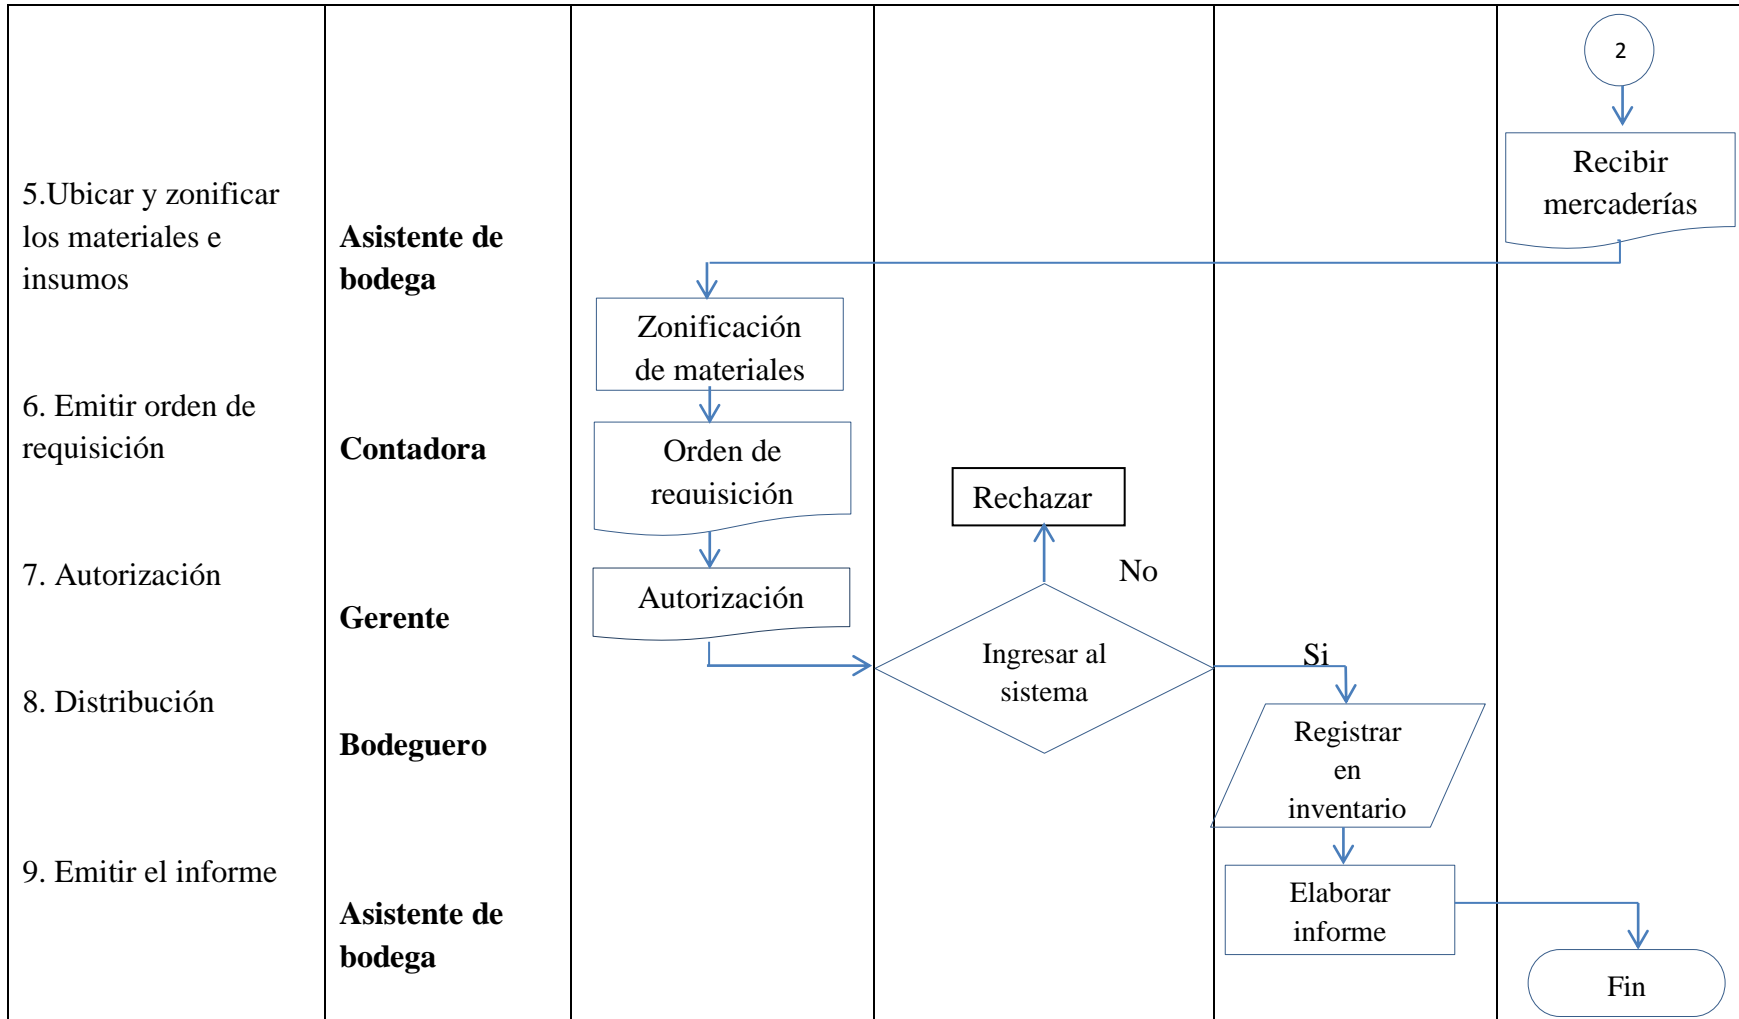 2
Recibir
mercaderías
5.Ubicar y zonificar
los materiales e
insumos
Asistente de
bodega
Zonificación
de materiales
6. Emitir orden de
requisición
Contadora
Orden de
requisición
Rechazar
No
7. Autorización
Gerente
Autorización
Ingresar al
sistema
Si
8. Distribución
Bodeguero
Registrar
en
inventario
9. Emitir el informe
Asistente de
bodega
Elaborar
informe
Fin